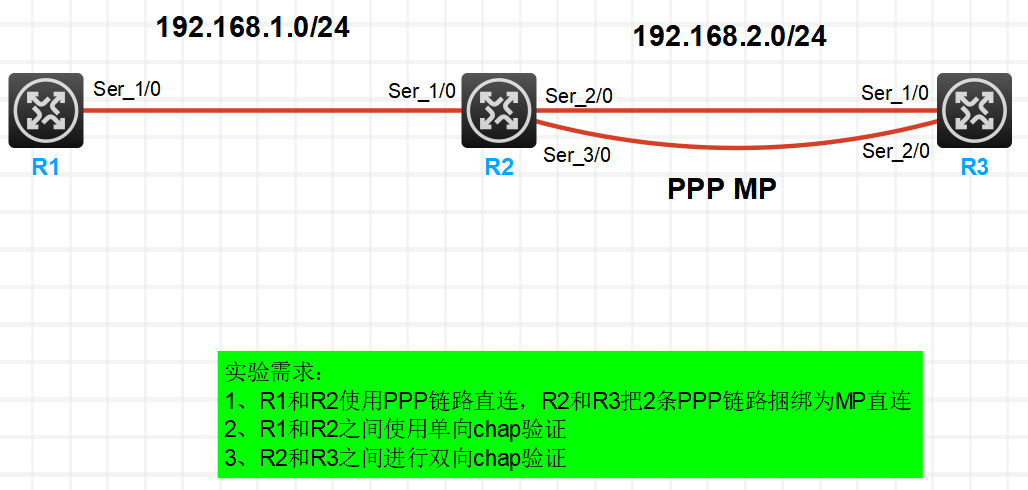 192.168.1.0/24
192.168.2.0/24
Ser_1/0
Ser_1/0
Ser_2/0
Ser_1/0
Ser_3/0
Ser_2/0
R1
R2
R3
PPP MP
实验需求：
1、R1和R2使用PPP链路直连，R2和R3把2条PPP链路捆绑为MP直连
2、R1和R2之间使用单向chap验证
3、R2和R3之间进行双向chap验证